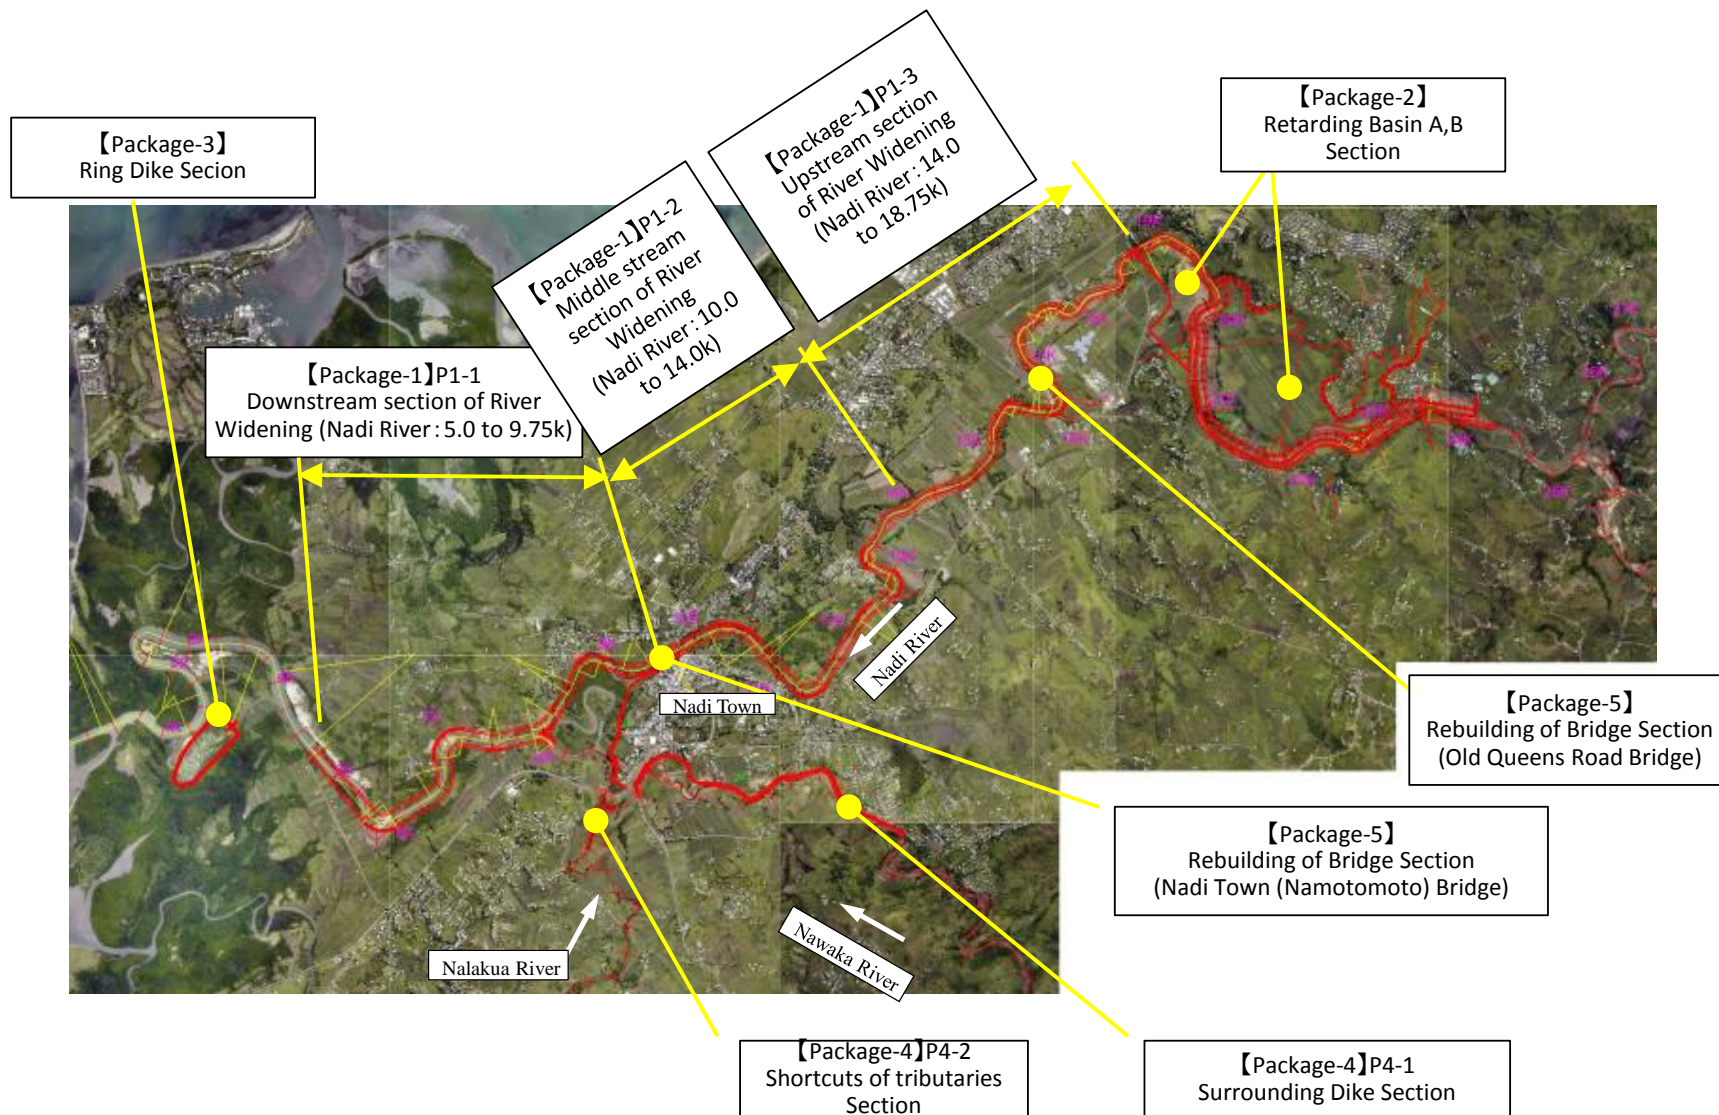 【Package-3】
Ring Dike Secion
【Package-1】P1-1
Downstream section of River
Widening (Nadi River：5.0 to 9.75k)
【Package-1】P1-2
Middle stream
section of River
Widening
(Nadi River：10.0
to 14.0k)
【Package-1】P1-3
Upstream section
of River Widening
(Nadi River：14.0
to 18.75k)
【Package-2】
Retarding Basin A,B
Section
Nadi River
Nadi Town
【Package-5】
Rebuilding of Bridge Section
(Old Queens Road Bridge)
【Package-5】
Rebuilding of Bridge Section
(Nadi Town (Namotomoto) Bridge)
Nalakua River
Nawaka River
【Package-4】P4-2
Shortcuts of tributaries
Section
【Package-4】P4-1
Surrounding Dike Section